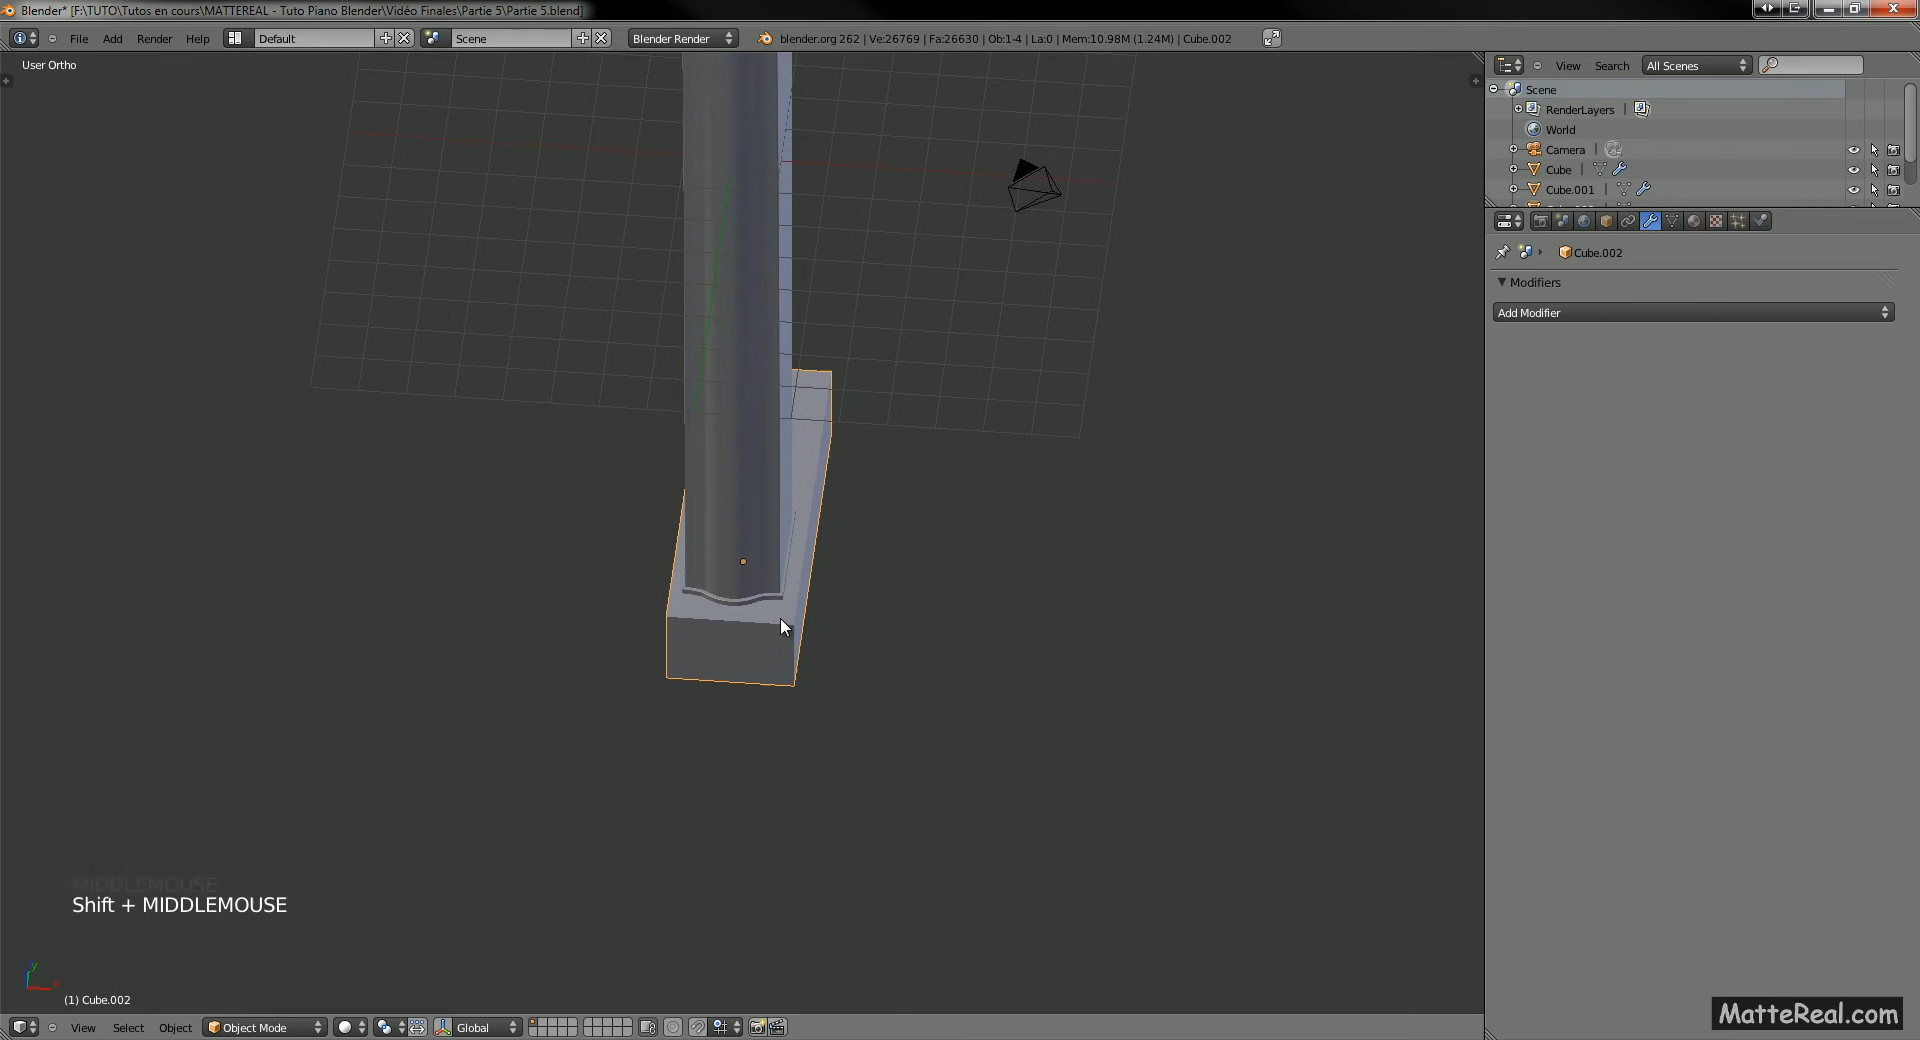 Blender* [F:\TUTO\Tutos en cours\MATTEREAL - Tuto Piano Blender\Vidéo Finales\Partie 5\Partie 5.blend]
File Add Render Help Default Scene Blender Render blender.org 262 | Ve:26769 | Fa:26630 | Ob:1-4 | La:0 | Mem:10.98M (1.24M) | Cube.002
User Ortho
View Search All Scenes
Scene
RenderLayers |
World
Camera |
Cube |
Cube.001 |
Cube.002
Modifiers
Add Modifier
MIDDLEMOUSE
Shift + MIDDLEMOUSE
(1) Cube.002
View Select Object Object Mode Global
MatteReal.com